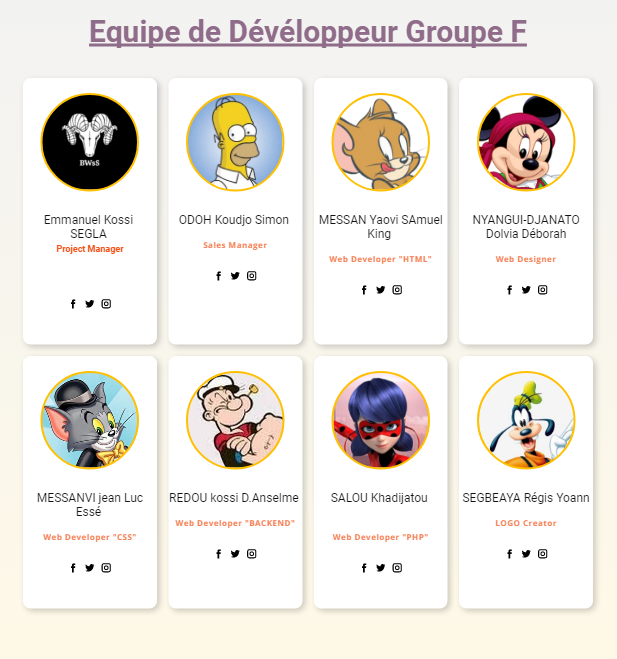 Equipe de Dévéloppeur Groupe F
BWsS
Emmanuel Kossi
SEGLA
Project Manager
ODOH Koudjo Simon
Sales Manager
MESSAN Yaovi SAmuel
King
Web Developer "HTML"
NYANGUI-DJANATO
Dolvia Déborah
Web Designer
MESSANVI jean Luc
Essé
Web Developer "CSS"
REDOU kossi D.Anselme
Web Developer "BACKEND"
SALOU Khadijatou
Web Developer "PHP"
SEGBEAYA Régis Yoann
LOGO Creator